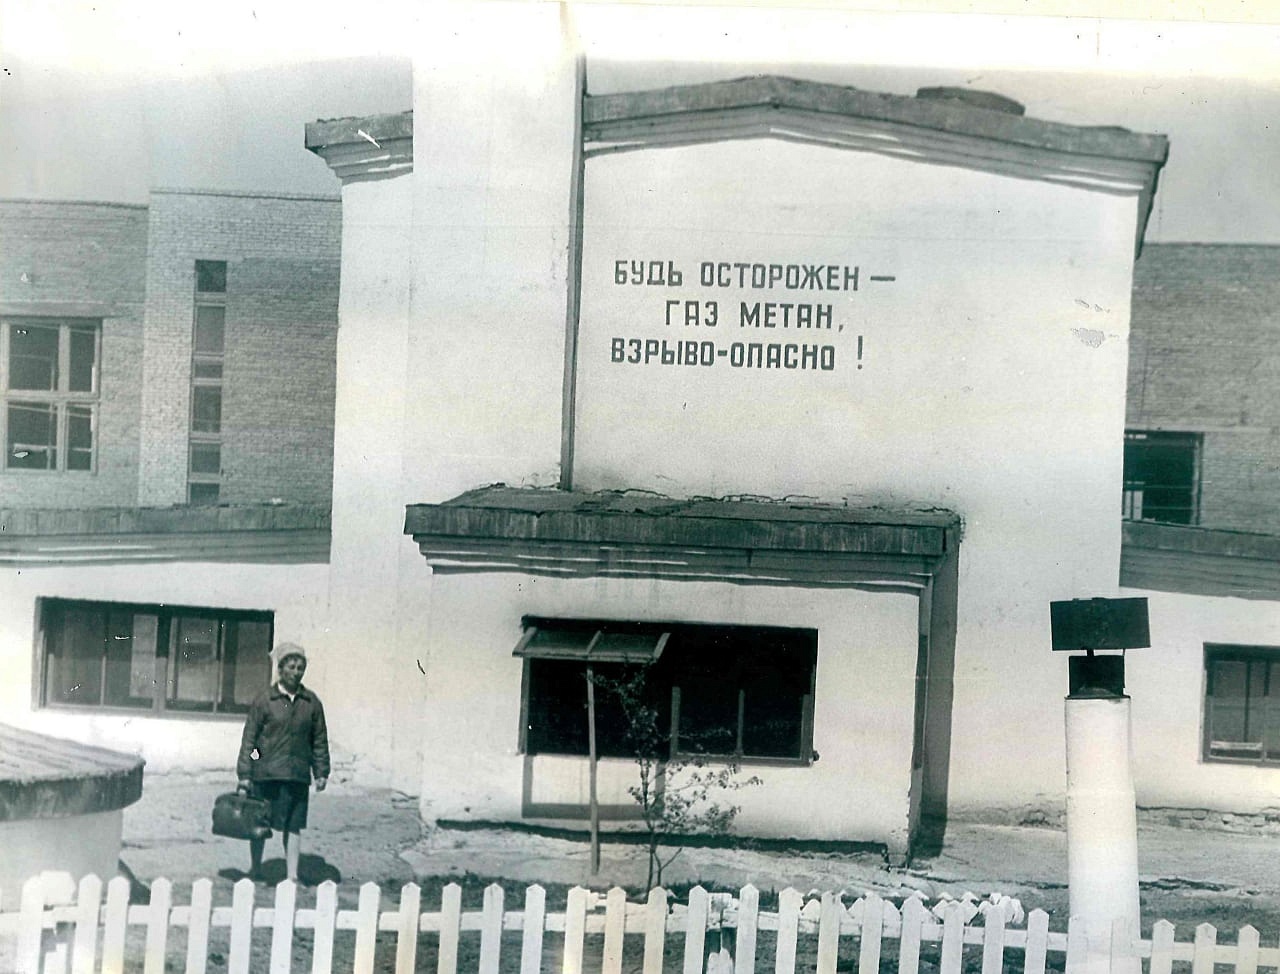 БУДЬ ОСТОРОЖЕН —
ГАЗ МЕТАН,
ВЗРЫВО-ОПАСНО !